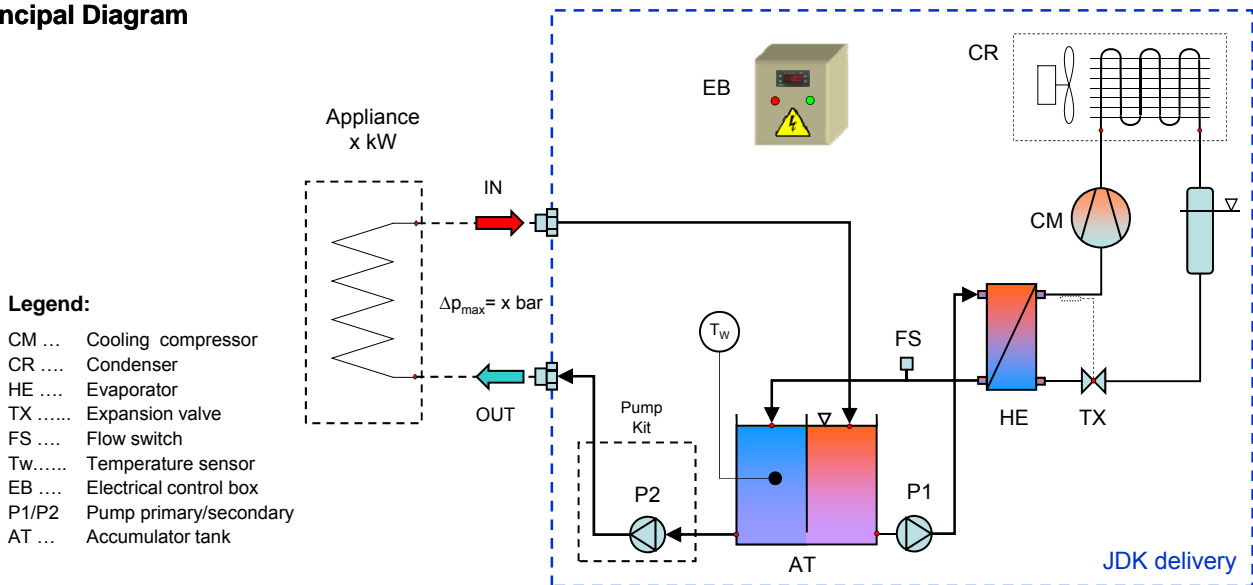 ncipal Diagram
CR
EB
Appliance
x kW
IN
CM
Δpmax= x bar
Legend:
CM … Cooling compressor
CR …. Condenser
HE …. Evaporator
TX …... Expansion valve
FS …. Flow switch
Tw…... Temperature sensor
EB …. Electrical control box
P1/P2 Pump primary/secondary
AT … Accumulator tank
TW
FS
OUT
HE
TX
Pump
Kit
P2
P1
AT
JDK delivery